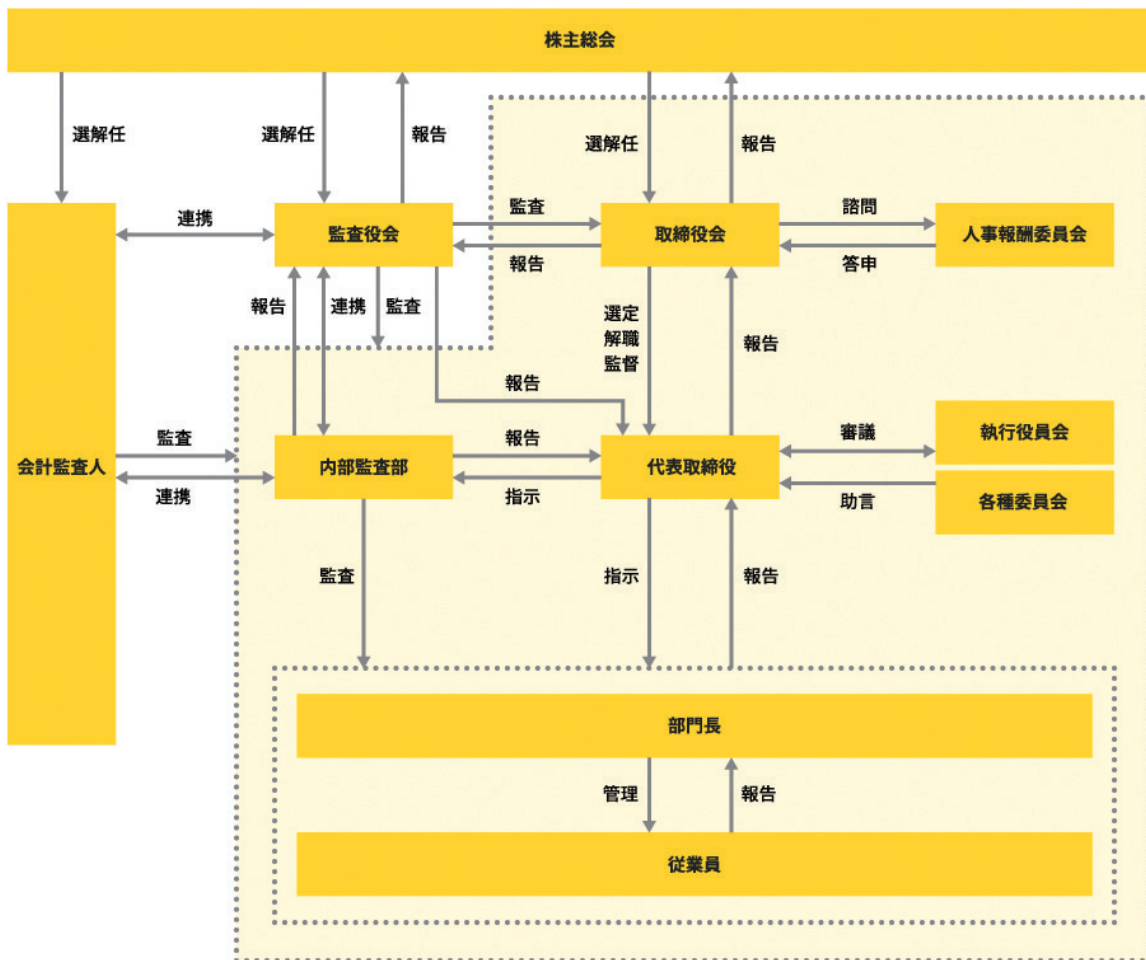 株主総会
選解任
選解任
報告
選解任
報告
連携
監査役会
監査
報告
取締役会
諮問
答申
人事報酬委員会
報告
連携
監査
選定
解職
監督
報告
報告
会計監査人
監査
連携
内部監査部
報告
指示
代表取締役
審議
助言
執行役員会
各種委員会
監査
指示
報告
部門長
管理
報告
従業員